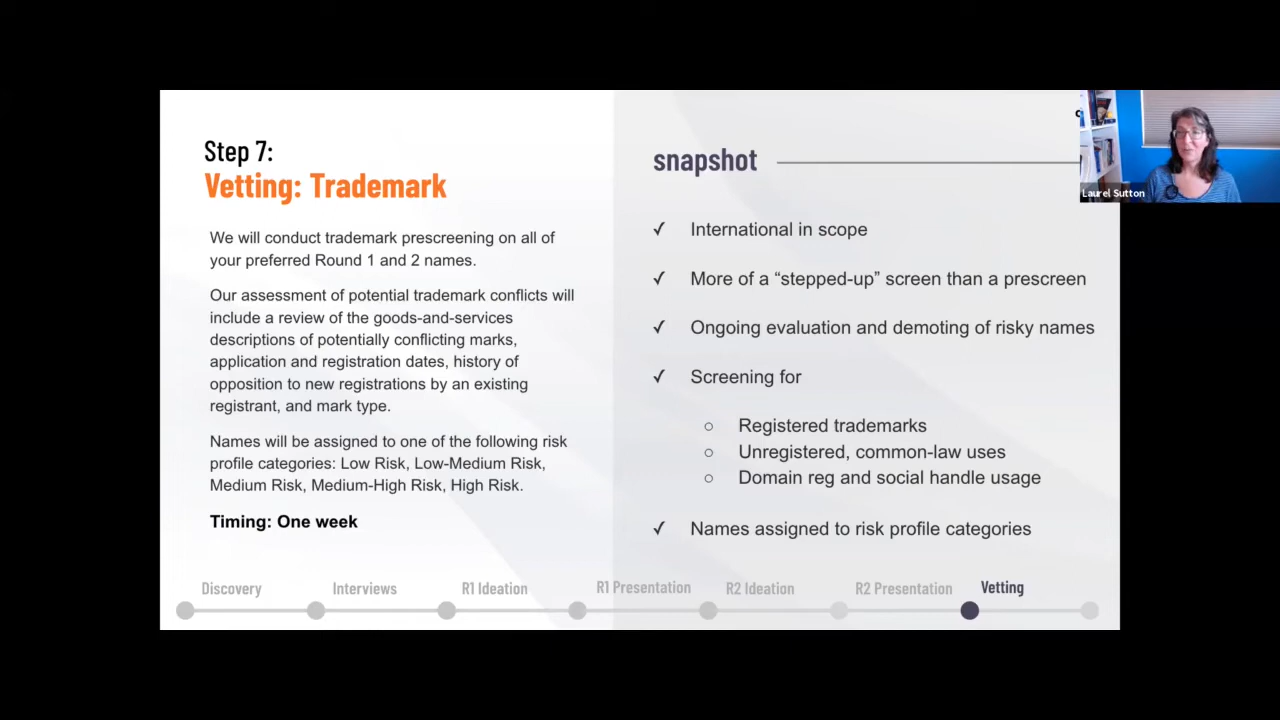 Step 7:
Vetting: Trademark
We will conduct trademark prescreening on all of
your preferred Round 1 and 2 names.
Our assessment of potential trademark conflicts will
include a review of the goods-and-services
descriptions of potentially conflicting marks,
application and registration dates, history of
opposition to new registrations by an existing
registrant, and mark type.
Names will be assigned to one of the following risk
profile categories: Low Risk, Low-Medium Risk,
Medium Risk, Medium-High Risk, High Risk.
Timing: One week
snapshot
✓ International in scope
✓ More of a “stepped-up” screen than a prescreen
✓ Ongoing evaluation and demoting of risky names
✓ Screening for
○ Registered trademarks
○ Unregistered, common-law uses
○ Domain reg and social handle usage
✓ Names assigned to risk profile categories
Laurel Sutton
Discovery Interviews R1 Ideation R1 Presentation R2 Ideation R2 Presentation Vetting